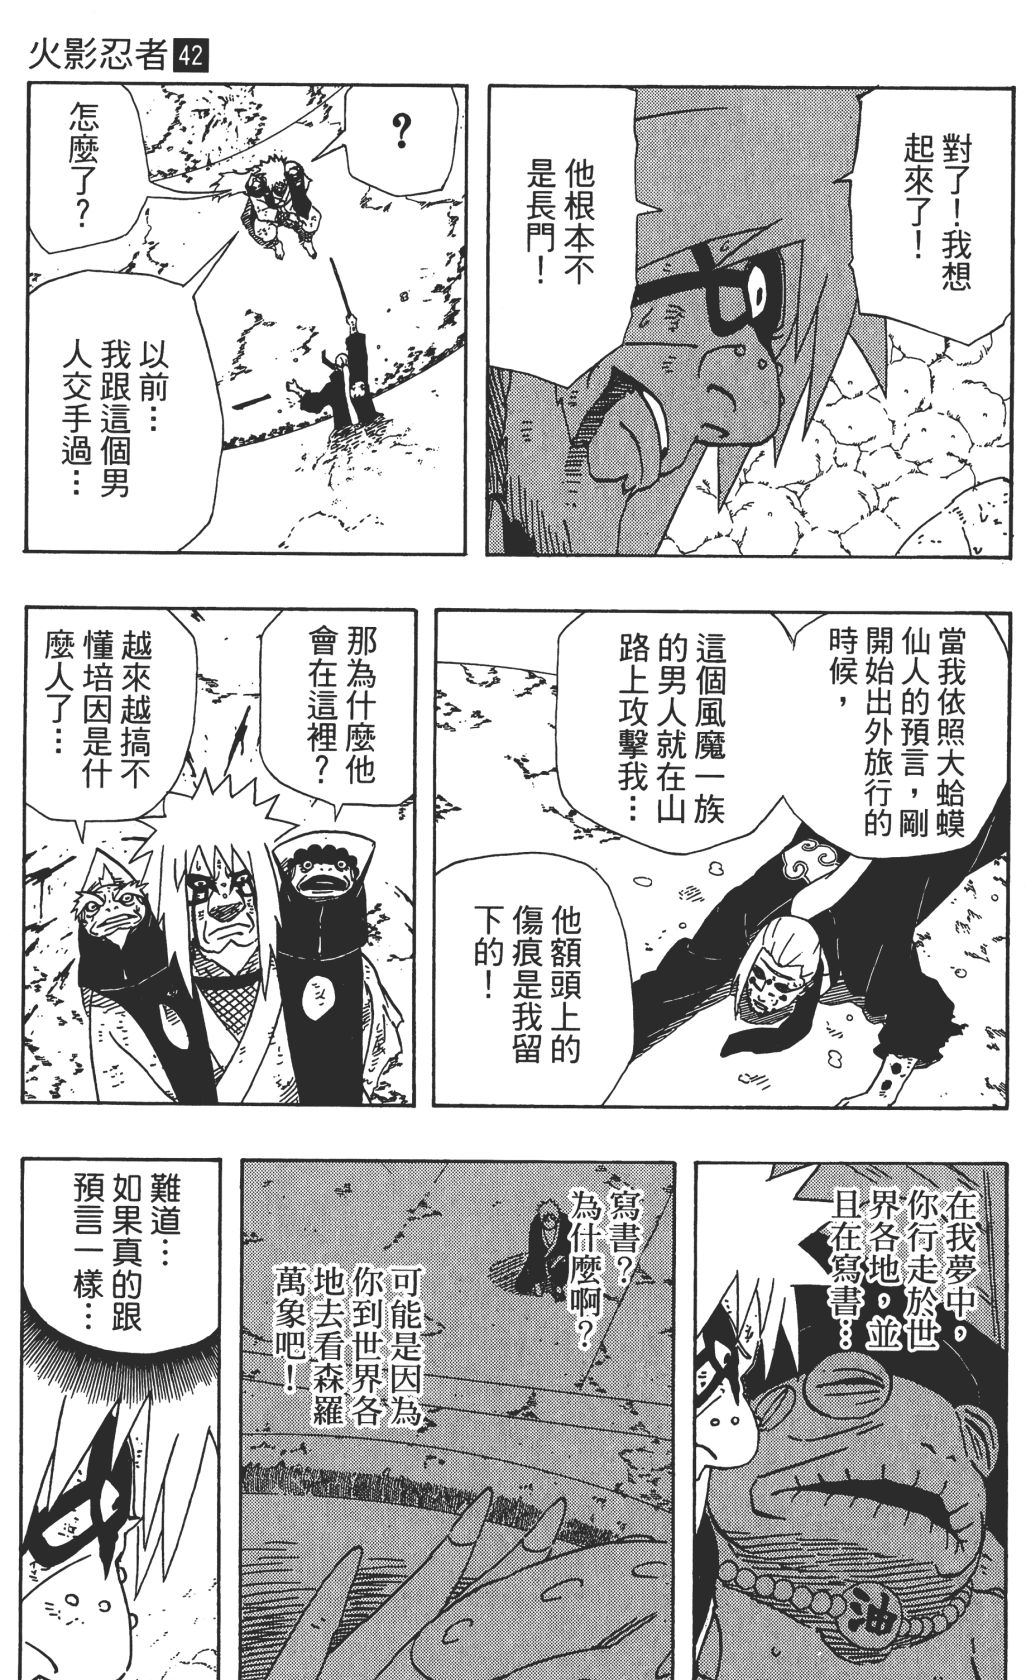 火影忍者42
對了！我想
起來了！
他根本不
是長門！
？
怎麼了？
以前…
我跟這個男
人交手過…
當我依照大蛤蟆
仙人的預言，剛
開始出外旅行的
時候，
這個風魔一族
的男人就在山
路上攻擊我…
他額頭上的
傷痕是我留
下的！
那為什麼他
會在這裡？
越來越搞不
懂培因是什
麼人了…
在我夢中，
你行走於世
界各地，並
且在寫書…
油
寫書？
為什麼啊？
可能是因為
你到世界各
地去看森羅
萬象吧！
難道…
如果真的跟
預言一樣…